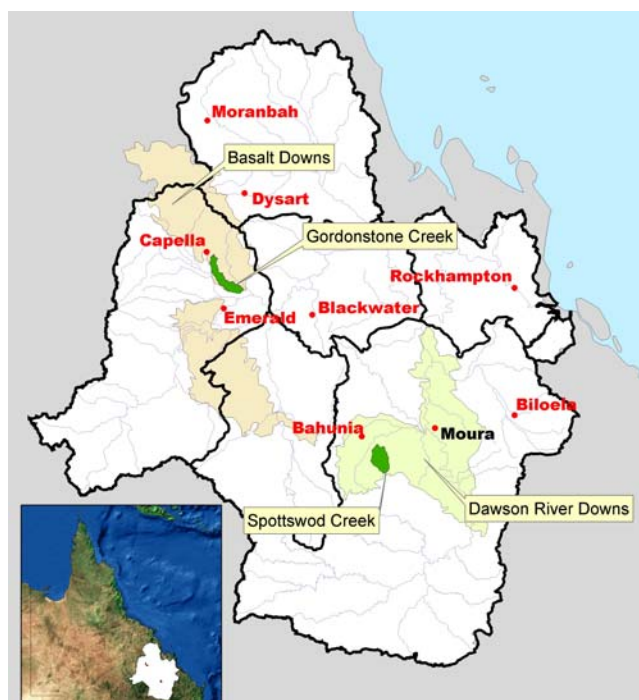 Moranbah
Basalt Downs
Dysart
Capella
Gordonstone Creek
Rockhampton
Emerald
Blackwater
Biloela
Bahunia
Moura
Spottswod Creek
Dawson River Downs